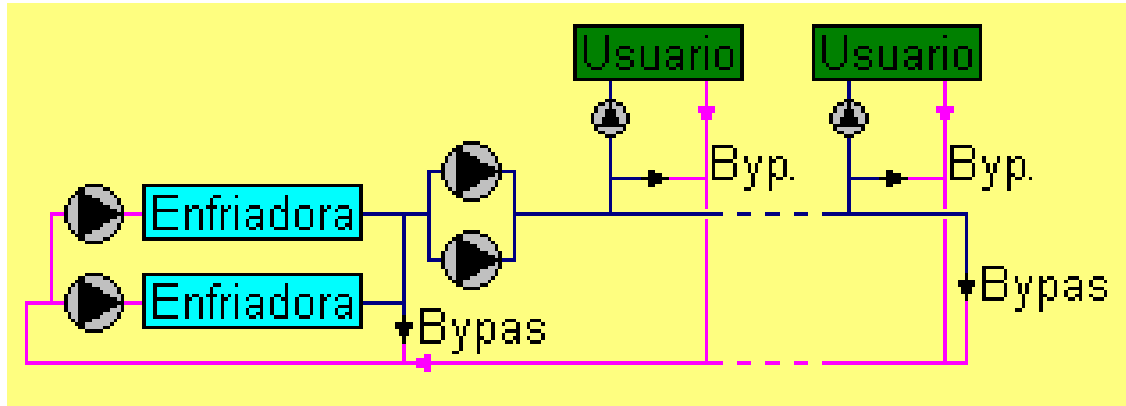 Usuario
Usuario
Byp.
Byp.
Enfriadora
Enfriadora
Bypas
Bypas